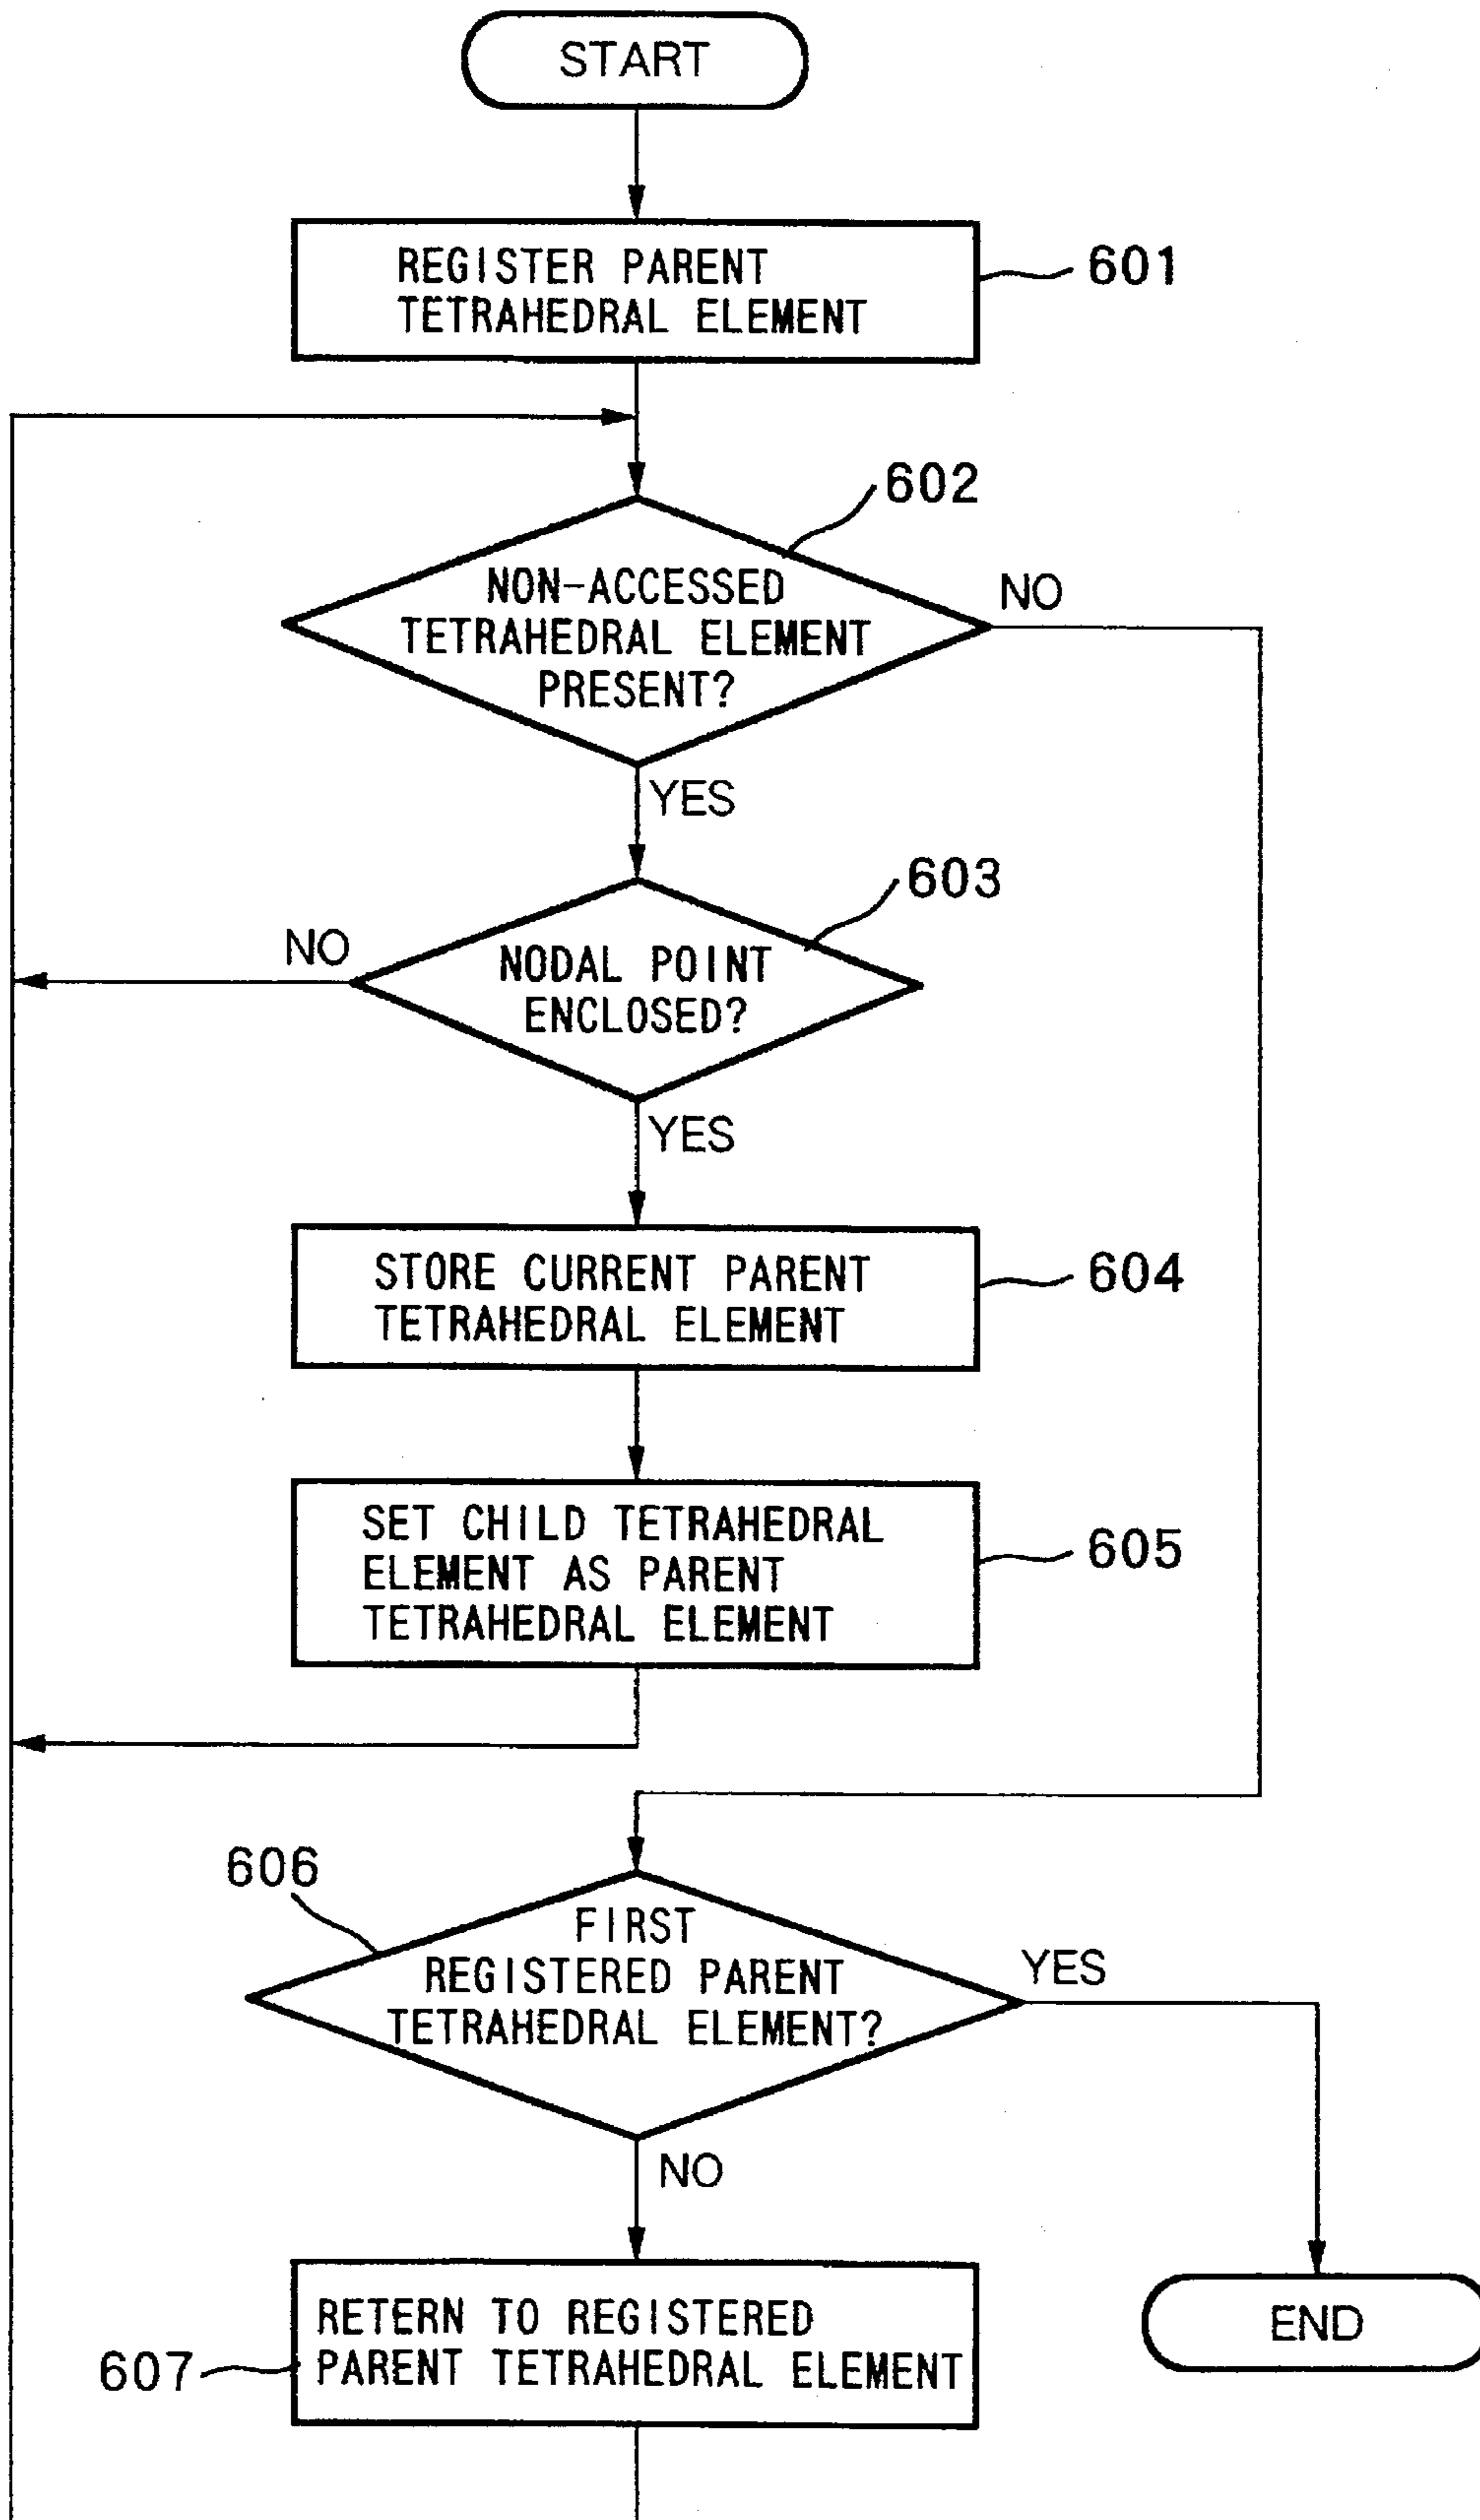 START
REGISTER PARENT
TETRAHEDRAL ELEMENT
601
602
NON-ACCESSED
TETRAHEDRAL ELEMENT
PRESENT?
NO
YES
603
NO
NODAL POINT
ENCLOSED?
YES
STORE CURRENT PARENT
TETRAHEDRAL ELEMENT
604
SET CHILD TETRAHEDRAL
ELEMENT AS PARENT
TETRAHEDRAL ELEMENT
605
606
FIRST
REGISTERED PARENT
TETRAHEDRAL ELEMENT?
YES
NO
RETERN TO REGISTERED
PARENT TETRAHEDRAL ELEMENT
607
END